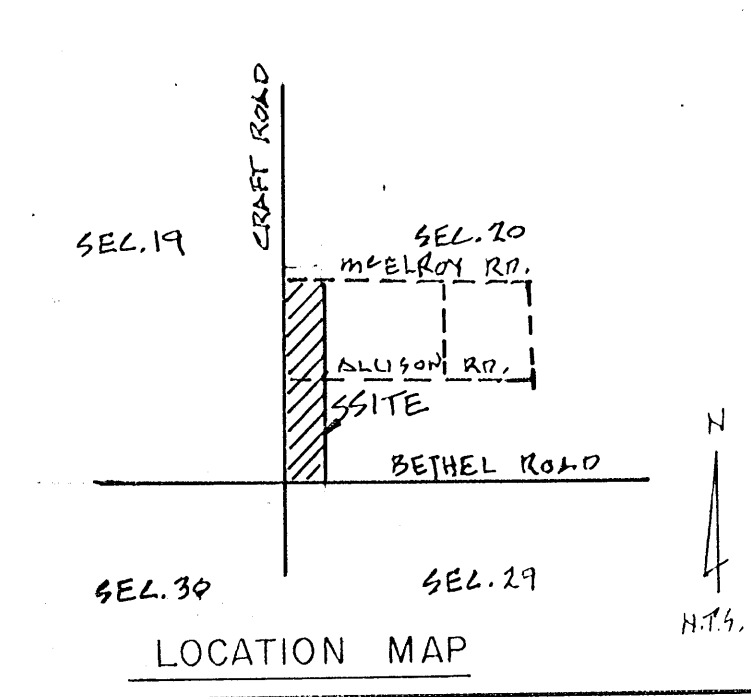 CRAFT ROAD
SEC.19
SEC.20
McELROY RD.
ALLISON RD.
SITE
BETHEL ROAD
N
SEC.30
SEC.29
N.T.S.
LOCATION MAP